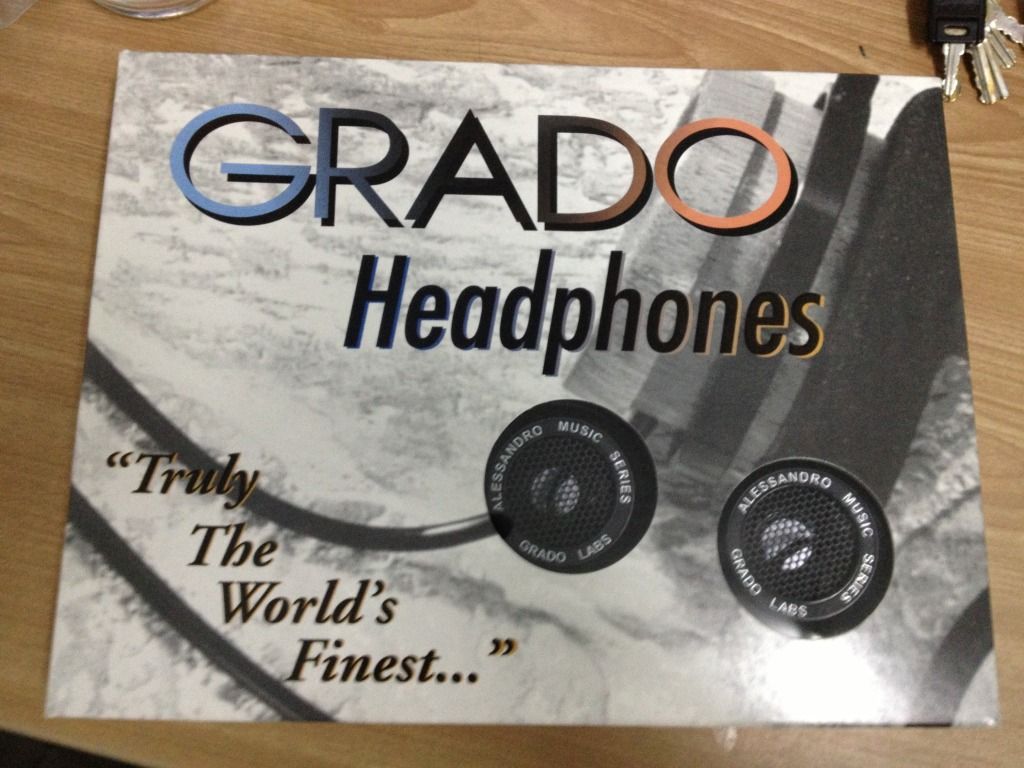 GRADO
Headphones
“Truly
The
World's
Finest...”
ALESSANDRO MUSIC SERIES
GRADO LABS
ALESSANDRO MUSIC SERIES
GRADO LABS